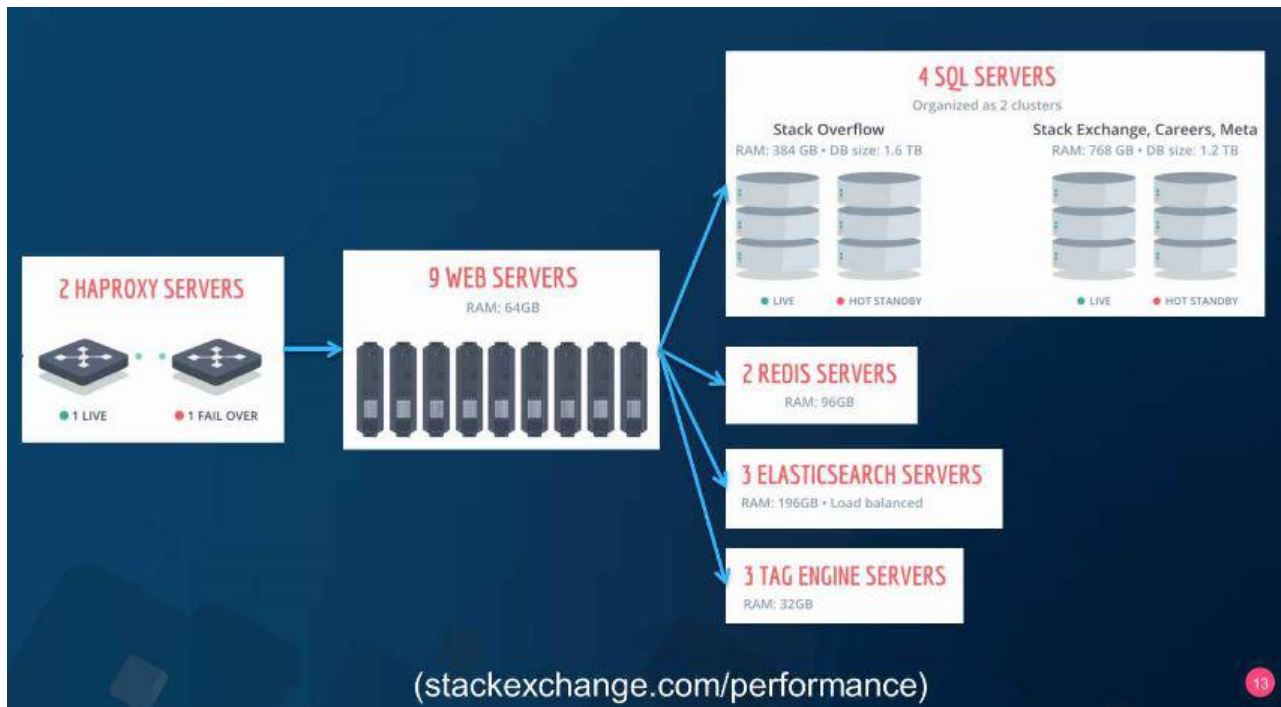 4 SQL SERVERS
Organized as 2 clusters
Stack Overflow
RAM: 384 GB • DB size: 1.6 TB
LIVE
HOT STANDBY
Stack Exchange, Careers, Meta
RAM: 768 GB • DB size: 1.2 TB
LIVE
HOT STANDBY
2 HAPROXY SERVERS
1 LIVE
1 FAIL OVER
9 WEB SERVERS
RAM: 64GB
2 REDIS SERVERS
RAM: 96GB
3 ELASTICSEARCH SERVERS
RAM: 196GB • Load balanced
3 TAG ENGINE SERVERS
RAM: 32GB
(stackexchange.com/performance)
13